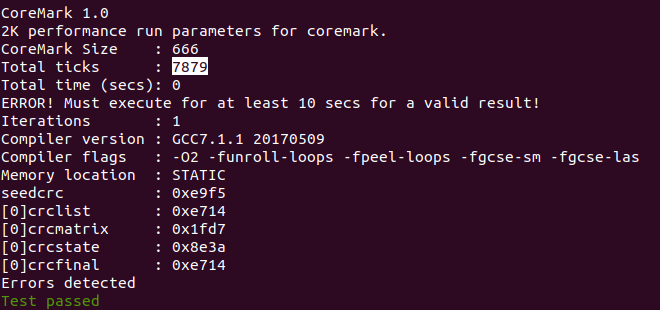 CoreMark 1.0
2K performance run parameters for coremark.
CoreMark Size    : 666
Total ticks      : 7879
Total time (secs): 0
ERROR! Must execute for at least 10 secs for a valid result!
Iterations       : 1
Compiler version : GCC7.1.1 20170509
Compiler flags   : -O2 -funroll-loops -fpeel-loops -fgcse-sm -fgcse-las
Memory location  : STATIC
seedcrc          : 0xe9f5
[0]crclist       : 0xe714
[0]crcmatrix     : 0x1fd7
[0]crcstate      : 0x8e3a
[0]crcfinal      : 0xe714
Errors detected
Test passed